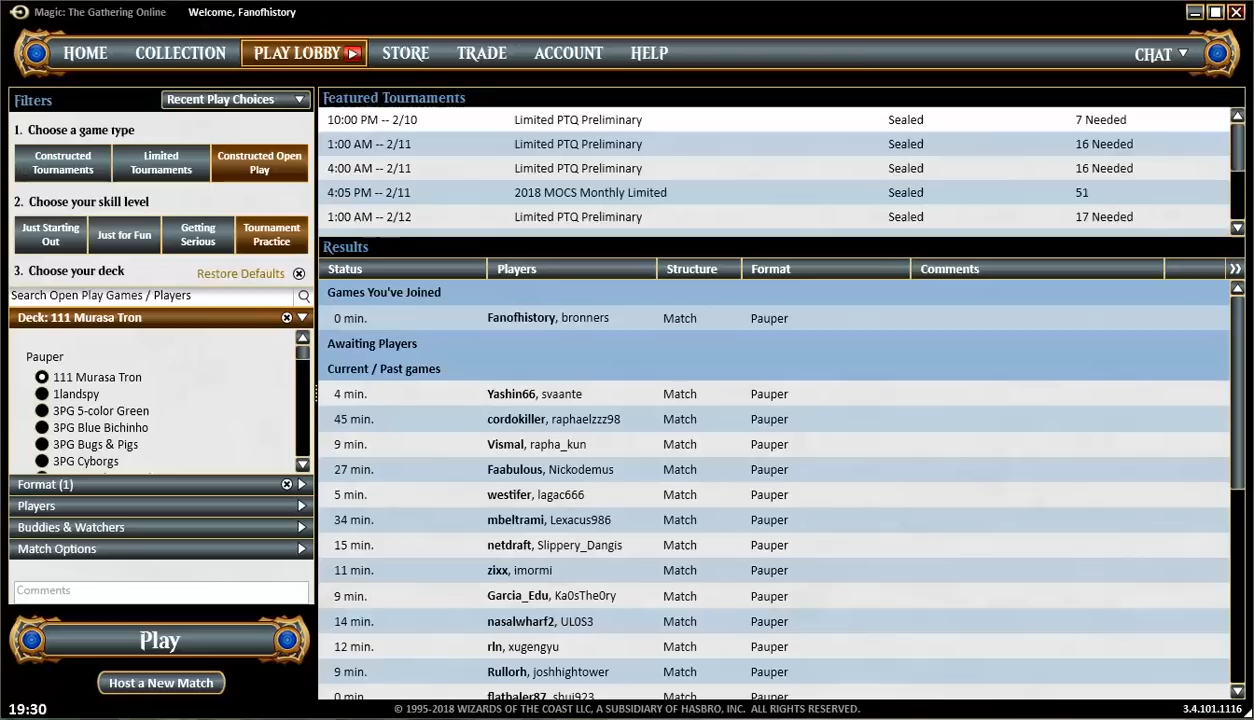 Magic: The Gathering Online Welcome, Fanofhistory
HOME COLLECTION PLAY LOBBY STORE TRADE ACCOUNT HELP CHAT
Filters Recent Play Choices
1. Choose a game type
Constructed Tournaments Limited Tournaments Constructed Open Play
2. Choose your skill level
Just Starting Out Just for Fun Getting Serious Tournament Practice
3. Choose your deck Restore Defaults
Search Open Play Games / Players
Deck: 111 Murasa Tron
Pauper
111 Murasa Tron
1landspy
3PG 5-color Green
3PG Blue Bichinho
3PG Bugs & Pigs
3PG Cyborgs
Format (1)
Players
Buddies & Watchers
Match Options
Comments
Play
Host a New Match
19:30
Featured Tournaments
10:00 PM -- 2/10 Limited PTQ Preliminary Sealed 7 Needed
1:00 AM -- 2/11 Limited PTQ Preliminary Sealed 16 Needed
4:00 AM -- 2/11 Limited PTQ Preliminary Sealed 16 Needed
4:05 PM -- 2/11 2018 MOCS Monthly Limited Sealed 51
1:00 AM -- 2/12 Limited PTQ Preliminary Sealed 17 Needed
Results
Status Players Structure Format Comments
Games You've Joined
0 min. Fanofhistory, bronners Match Pauper
Awaiting Players
Current / Past games
4 min. Yashin66, svaante Match Pauper
45 min. cordokiller, raphaelzzz98 Match Pauper
9 min. Vismal, rapha_kun Match Pauper
27 min. Faabulous, Nickodemus Match Pauper
5 min. westifer, lagac666 Match Pauper
34 min. mbeltrami, Lexacus986 Match Pauper
15 min. netdraft, Slippery_Dangis Match Pauper
11 min. zixx, imormi Match Pauper
9 min. Garcia_Edu, Ka0sThe0ry Match Pauper
14 min. nasalwharf2, UL0S3 Match Pauper
12 min. rln, xugengyu Match Pauper
9 min. Rullorh, joshhightower Match Pauper
0 min. flatbaler87, shuj923 Match Pauper
© 1995-2018 WIZARDS OF THE COAST LLC, A SUBSIDIARY OF HASBRO, INC. ALL RIGHTS RESERVED. 3.4.101.1116